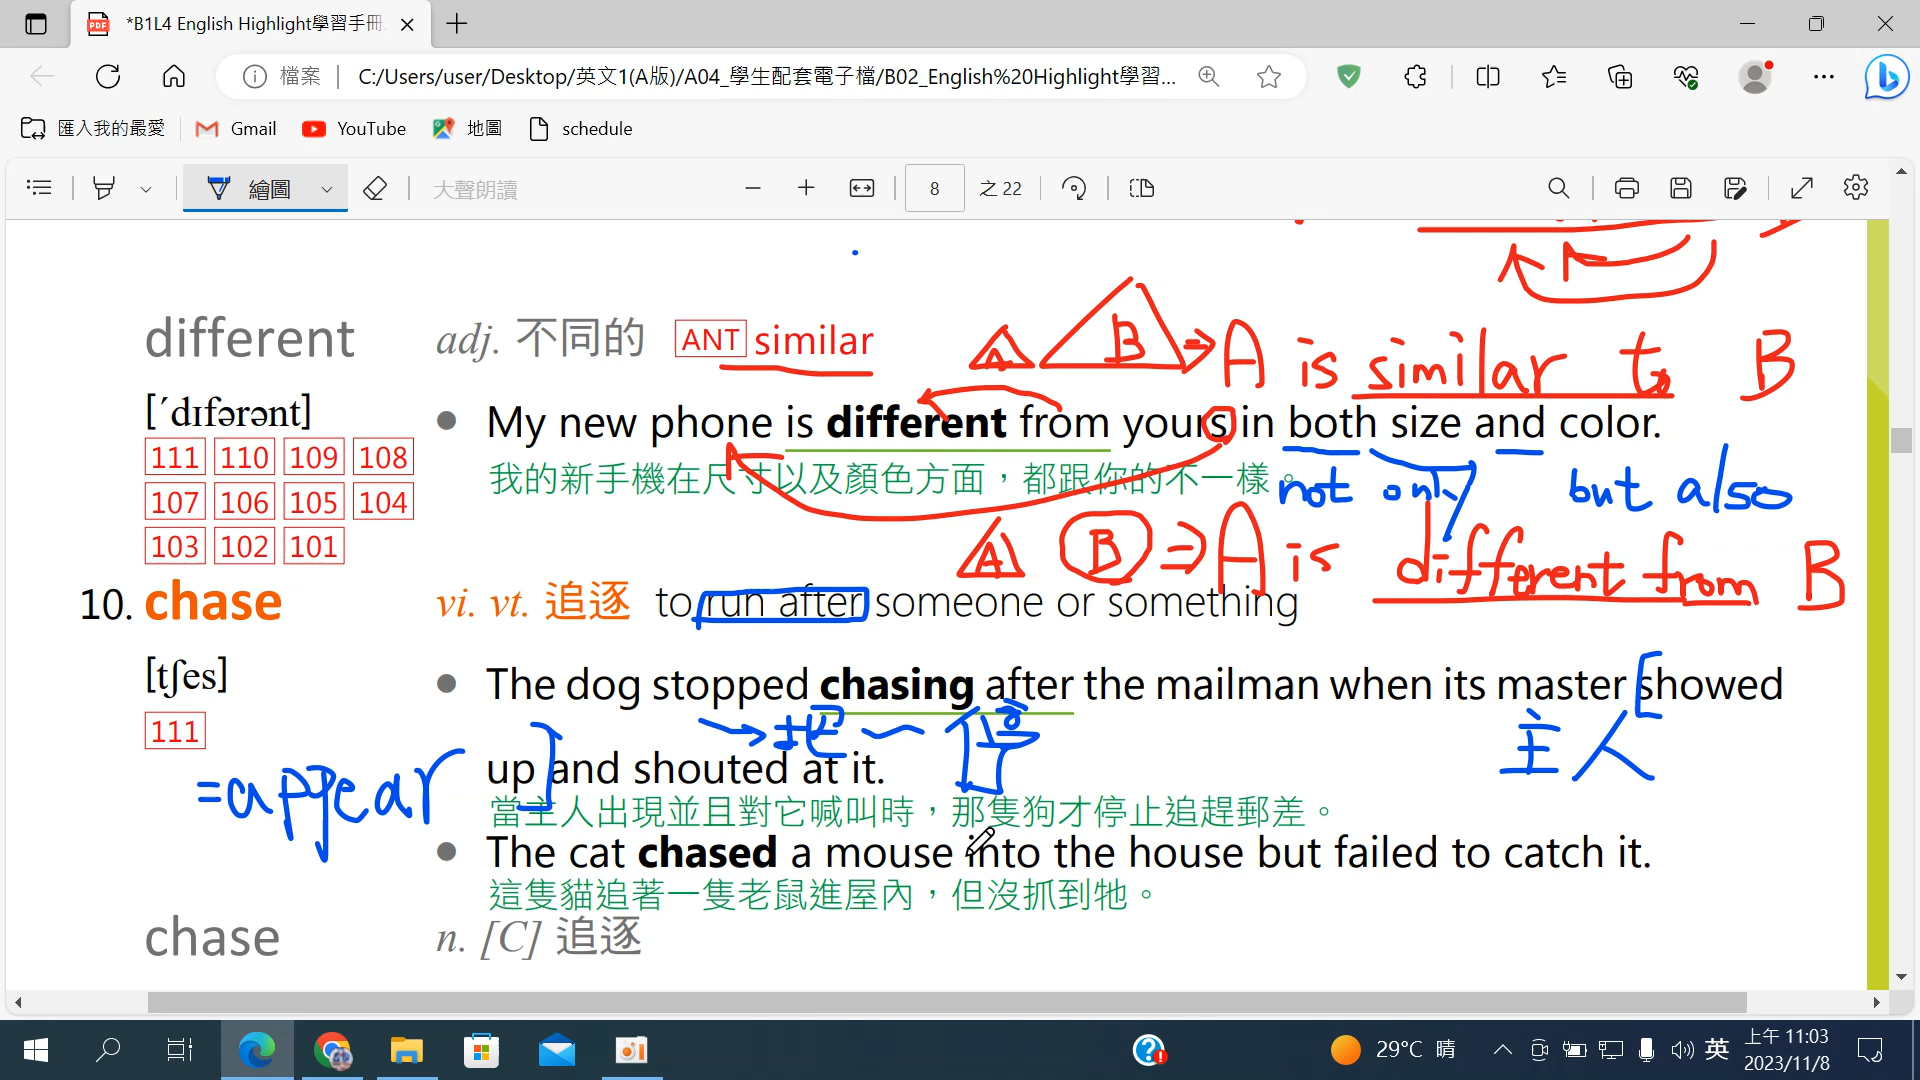 *B1L4 English Highlight學習手冊
檔案 C:/Users/user/Desktop/英文1(A版)/A04_學生配套電子檔/B02_English%20Highlight學習...
匯入我的最愛 Gmail YouTube 地圖 schedule
繪圖 大聲朗讀 8 之 22
different adj. 不同的 ANT similar
A B ⇒ A is similar to B
[ˊdɪfərənt]
My new phone is different from yours in both size and color.
我的新手機在尺寸以及顏色方面，都跟你的不一樣。
not only but also
111 110 109 108
107 106 105 104
103 102 101
A B ⇒ A is different from B
10. chase vi. vt. 追逐 to run after someone or something
[tʃes]
111
The dog stopped chasing after the mailman when its master showed
主人
up and shouted at it.
=appear
當主人出現並且對它喊叫時，那隻狗才停止追趕郵差。
The cat chased a mouse into the house but failed to catch it.
這隻貓追著一隻老鼠進屋內，但沒抓到牠。
chase n. [C] 追逐
29°C 晴 英 上午 11:03
2023/11/8